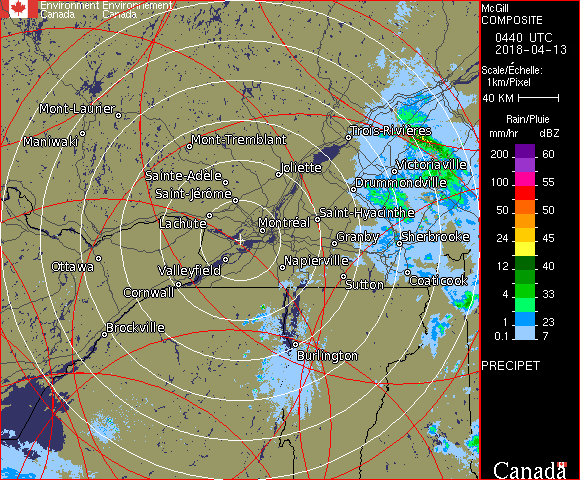 Environment Environnement
Canada Canada
McGill
COMPOSITE
0440 UTC
2018-04-13
Scale/Échelle:
1km/Pixel
40 KM
Rain/Pluie
mm/hr dBZ
200 60
150 57
100 55
50 50
24 45
12 40
4 33
1 23
0.1 7
PRECIPET
Canada
Mont-Laurier
Maniwaki
Mont-Tremblant
Trois-Rivières
Sainte-Adèle
Joliette
Victoriaville
Saint-Jérôme
Drummondville
Lachute
Montréal
Saint-Hyacinthe
Granby
Sherbrooke
Ottawa
Valleyfield
Napierville
Cornwall
Sutton
Coaticook
Brockville
Burlington